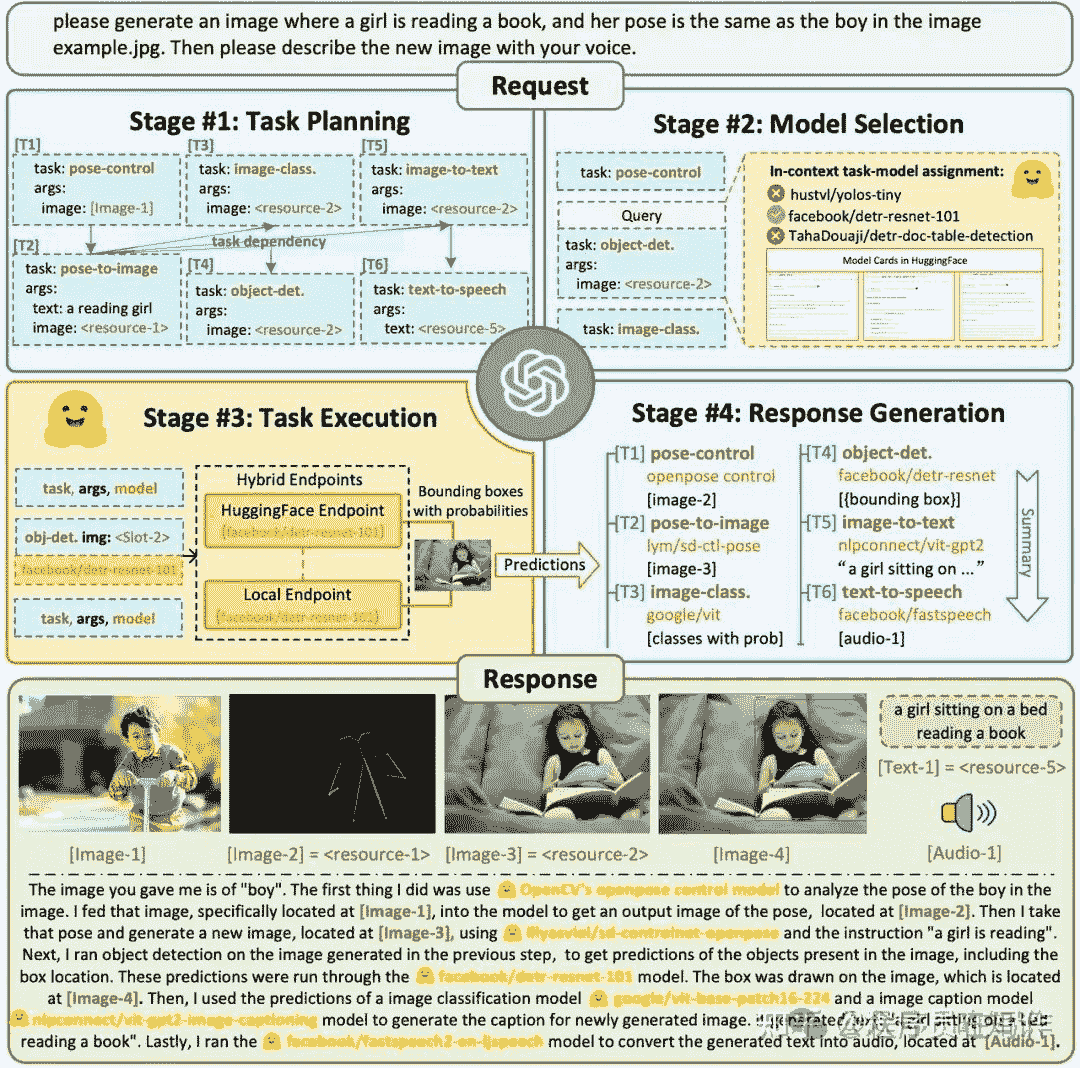 please generate an image where a girl is reading a book, and her pose is the same as the boy in the image
example.jpg. Then please describe the new image with your voice.
Request
Stage #1: Task Planning
[T1]
task: pose-control
args:
image: [Image-1]
[T3]
task: image-class.
args:
image: <resource-2>
[T5]
task: image-to-text
args:
image: <resource-2>
task dependency
[T2]
task: pose-to-image
args:
text: a reading girl
image: <resource-1>
[T4]
task: object-det.
args:
image: <resource-2>
[T6]
task: text-to-speech
args:
text: <resource-5>
Stage #2: Model Selection
task: pose-control
Query
task: object-det.
args:
image: <resource-2>
task: image-class.
In-context task-model assignment:
hustvl/yolos-tiny
facebook/detr-resnet-101
TahaDouaji/detr-doc-table-detection
Model Cards in HuggingFace
Stage #3: Task Execution
task, args, model
obj-det. img: <Slot-2>
facebook/detr-resnet-101
task, args, model
Hybrid Endpoints
HuggingFace Endpoint
(facebook/detr-resnet-101)
Local Endpoint
(facebook/detr-resnet-101)
Bounding boxes
with probabilities
Predictions
Stage #4: Response Generation
[T1] pose-control
openpose control
[image-2]
[T2] pose-to-image
lym/sd-ctl-pose
[image-3]
[T3] image-class.
google/vit
[classes with prob]
[T4] object-det.
facebook/detr-resnet
[{bounding box}]
[T5] image-to-text
nlpconnect/vit-gpt2
“a girl sitting on ...”
[T6] text-to-speech
facebook/fastspeech
[audio-1]
Summary
Response
a girl sitting on a bed
reading a book
[Text-1] = <resource-5>
[Image-1]
[Image-2] = <resource-1>
[Image-3] = <resource-2>
[Image-4]
[Audio-1]
The image you gave me is of "boy". The first thing I did was use OpenCV's openpose control model to analyze the pose of the boy in the
image. I fed that image, specifically located at [Image-1], into the model to get an output image of the pose, located at [Image-2]. Then I take
that pose and generate a new image, located at [Image-3], using sd-controlnet-openpose and the instruction "a girl is reading".
Next, I ran object detection on the image generated in the previous step, to get predictions of the objects present in the image, including the
box location. These predictions were run through the facebook/detr-resnet-101 model. The box was drawn on the image, which is located
at [Image-4]. Then, I used the predictions of a image classification model google/vit-base-patch16-224 and a image caption model
nlpconnect/vit-gpt2-image-captioning model to generate the caption for newly generated image.
reading a book". Lastly, I ran the facebook/fastspeech2-en-ljspeech model to convert the generated text into audio, located at [Audio-1].